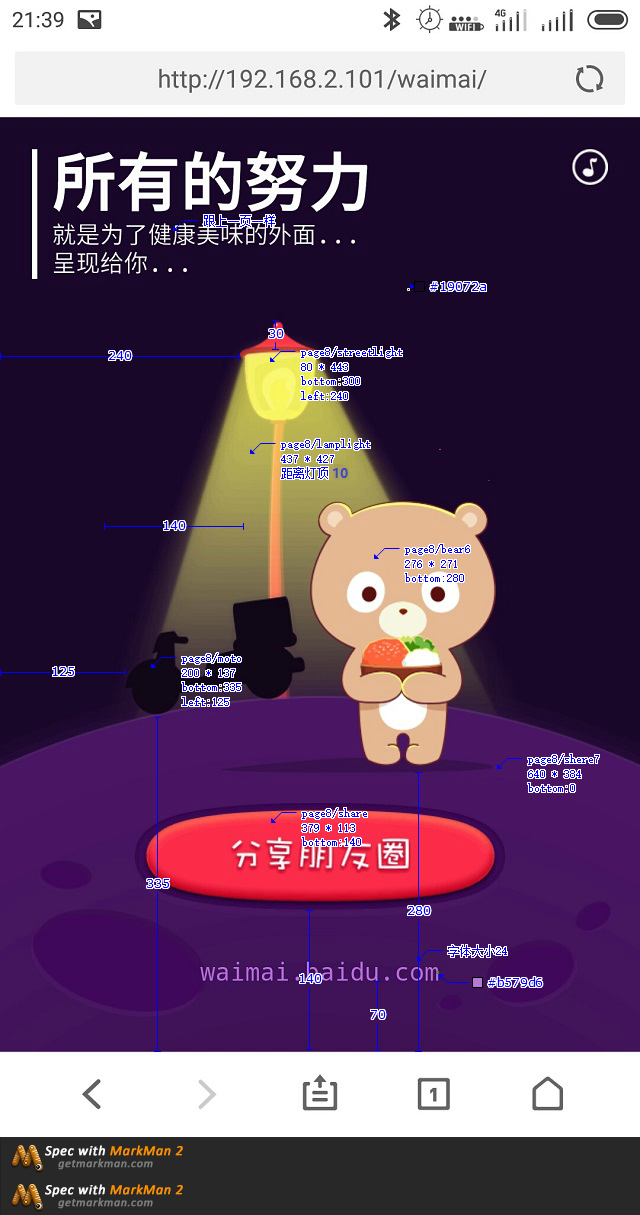 21:39
4G
WIFI
http://192.168.2.101/waimai/
所有的努力
跟上一页一样
就是为了健康美味的外面...
呈现给你...
#19072a
30
240
page8/streetlight
80 * 443
bottom:300
left:240
page8/lamplight
437 * 427
距离灯顶 10
140
page8/bear6
276 * 271
bottom:280
125
page8/moto
200 * 137
bottom:335
left:125
page8/shere7
640 * 384
bottom:0
page8/share
379 * 113
bottom:140
分享朋友圈
335
280
字体大小24
waimai.baidu.com
140
#b579d6
70
1
Spec with MarkMan 2
getmarkman.com
Spec with MarkMan 2
getmarkman.com